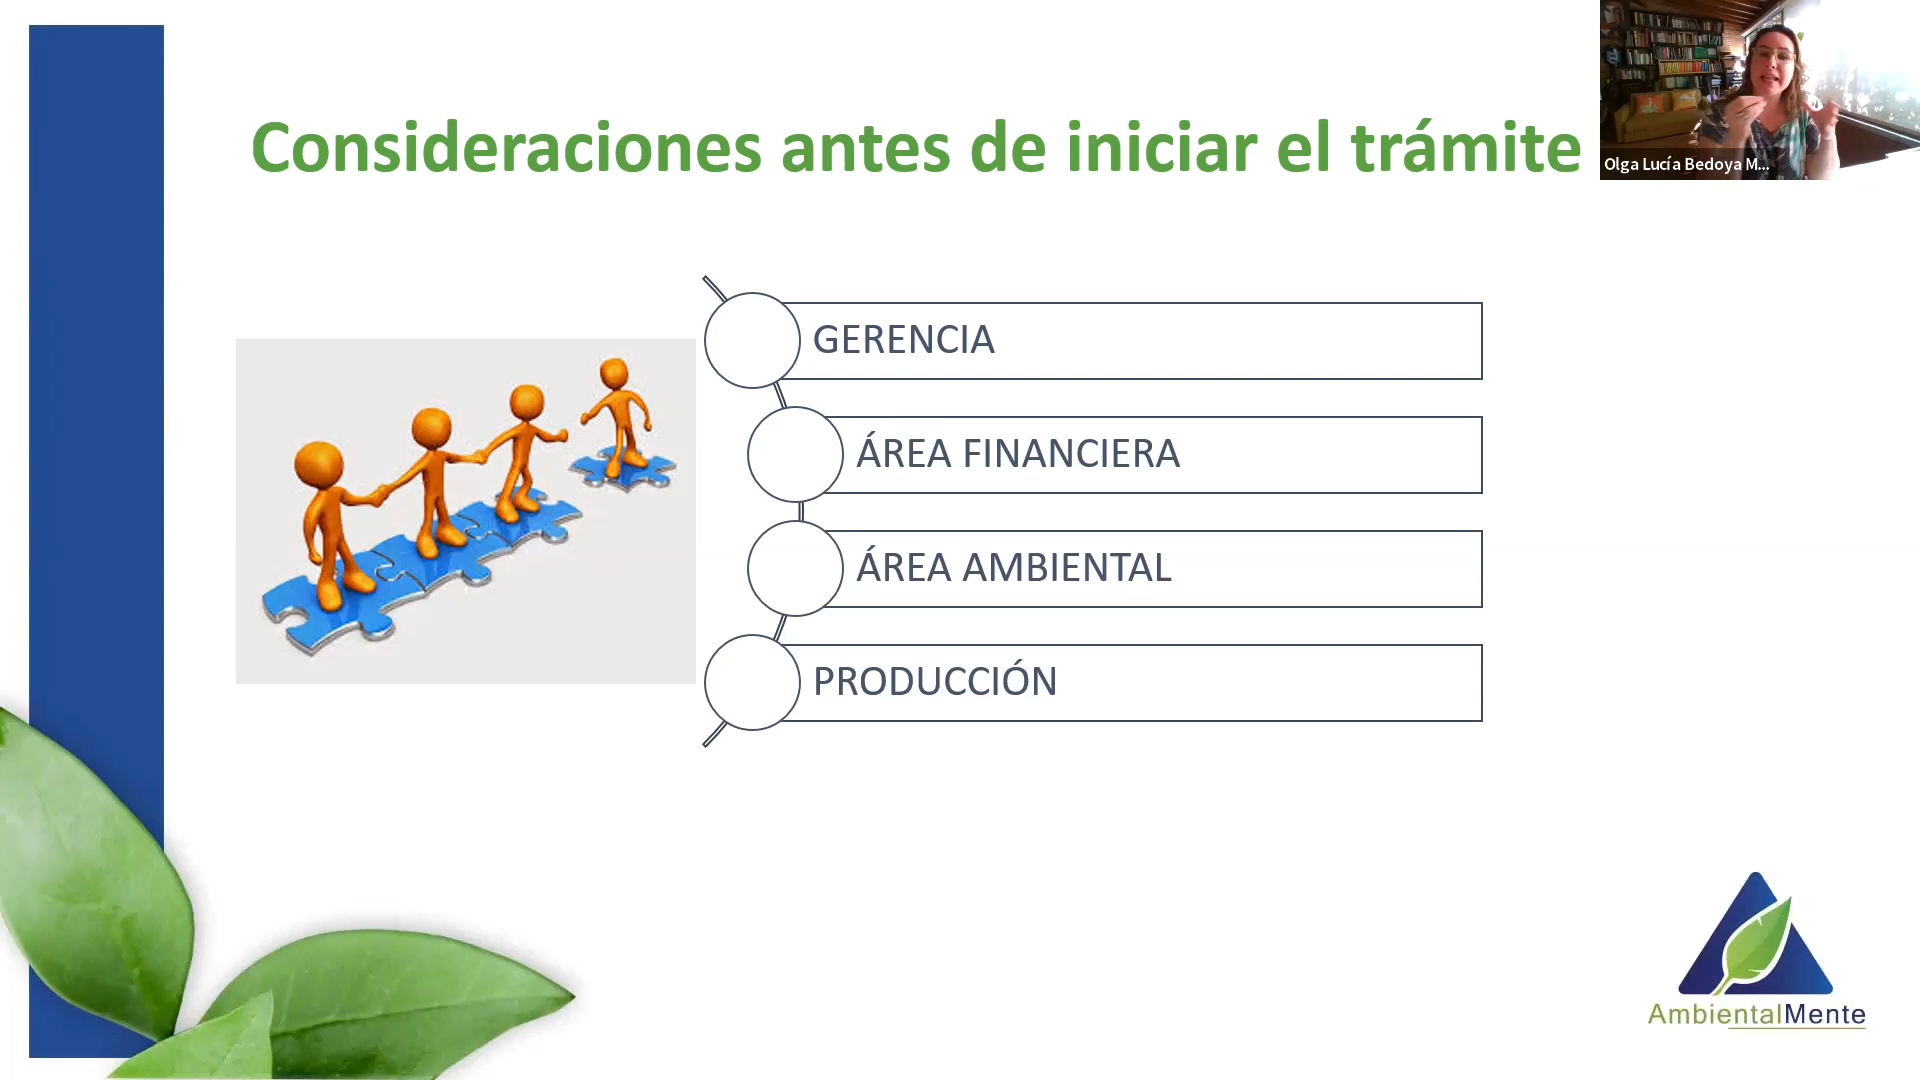 Consideraciones antes de iniciar el trámite
Olga Lucía Bedoya M...
GERENCIA
ÁREA FINANCIERA
ÁREA AMBIENTAL
PRODUCCIÓN
AmbientalMente